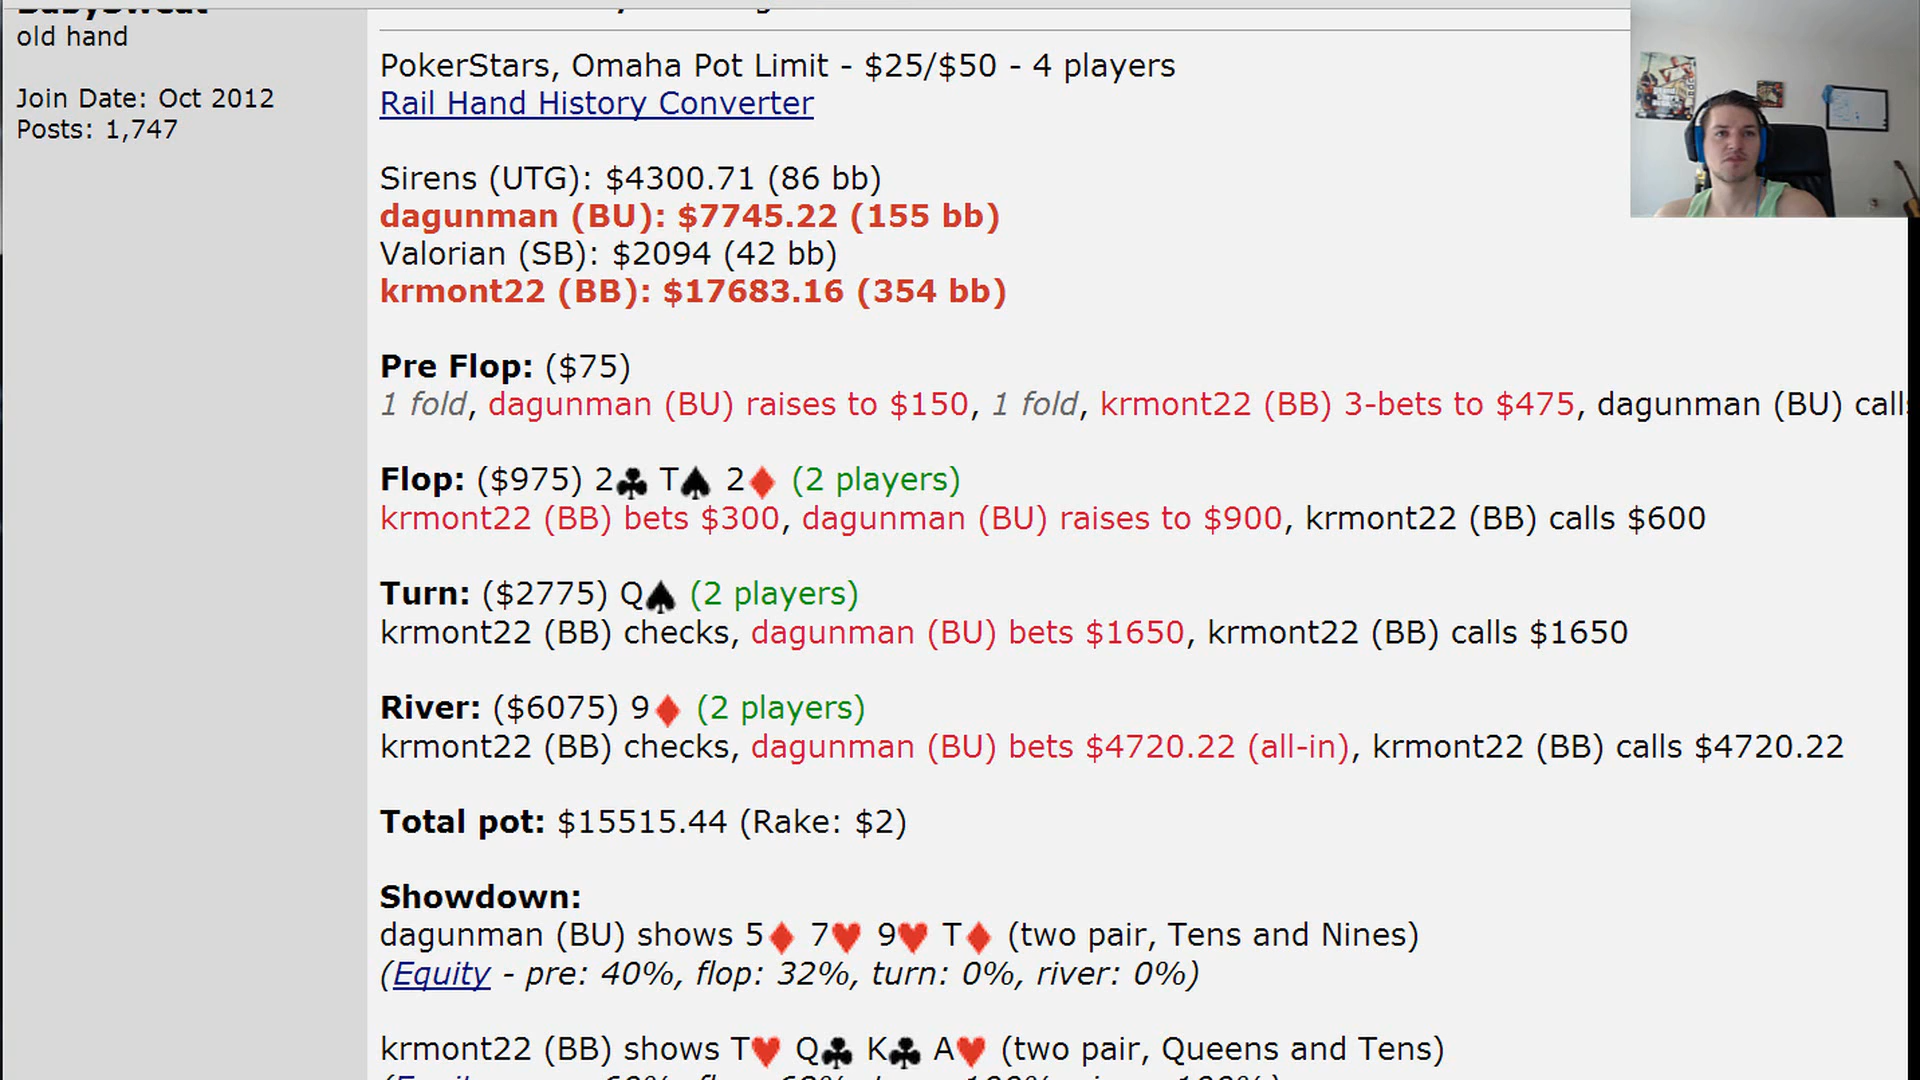 old hand
Join Date: Oct 2012
Posts: 1,747
PokerStars, Omaha Pot Limit - $25/$50 - 4 players
Rail Hand History Converter
Sirens (UTG): $4300.71 (86 bb)
dagunman (BU): $7745.22 (155 bb)
Valorian (SB): $2094 (42 bb)
krmont22 (BB): $17683.16 (354 bb)
Pre Flop: ($75)
1 fold, dagunman (BU) raises to $150, 1 fold, krmont22 (BB) 3-bets to $475, dagunman (BU) calls
Flop: ($975) 2♣ T♠ 2♦ (2 players)
krmont22 (BB) bets $300, dagunman (BU) raises to $900, krmont22 (BB) calls $600
Turn: ($2775) Q♠ (2 players)
krmont22 (BB) checks, dagunman (BU) bets $1650, krmont22 (BB) calls $1650
River: ($6075) 9♦ (2 players)
krmont22 (BB) checks, dagunman (BU) bets $4720.22 (all-in), krmont22 (BB) calls $4720.22
Total pot: $15515.44 (Rake: $2)
Showdown:
dagunman (BU) shows 5♦ 7♥ 9♥ T♦ (two pair, Tens and Nines)
(Equity - pre: 40%, flop: 32%, turn: 0%, river: 0%)
krmont22 (BB) shows T♥ Q♣ K♣ A♥ (two pair, Queens and Tens)